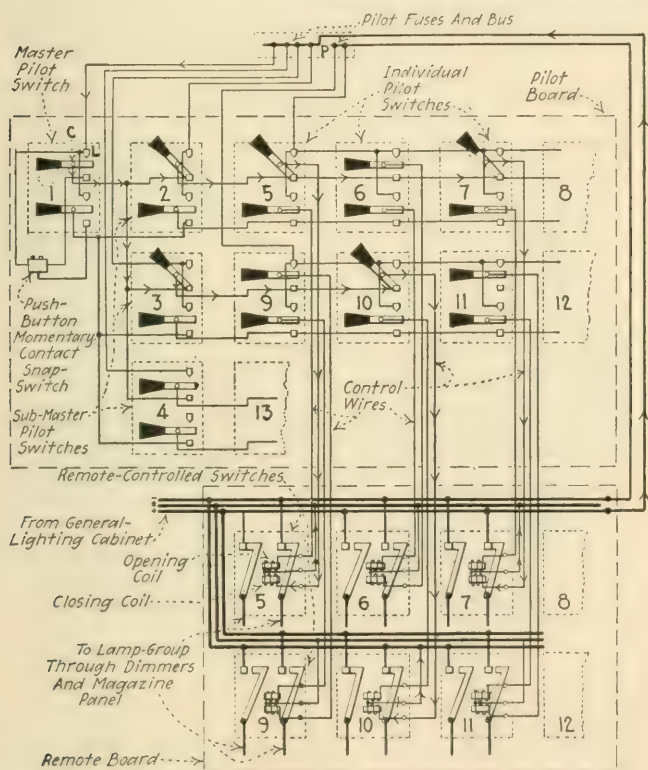 Pilot Fuses And Bus
P
Master
Pilot
Switch
Individual
Pilot
Switches
Pilot
Board
C
L
1
2
5
6
7
8
3
9
10
11
12
4
13
Push-
Button
Momentary-
Contact
Snap-
Switch
Sub-Master
Pilot
Switches
Control
Wires
Remote-Controlled Switches
From General-
Lighting Cabinet
Opening
Coil
Closing Coil
5
6
7
8
To Lamp-Group
Through Dimmers
And Magazine
Panel
9
10
11
12
Remote Board